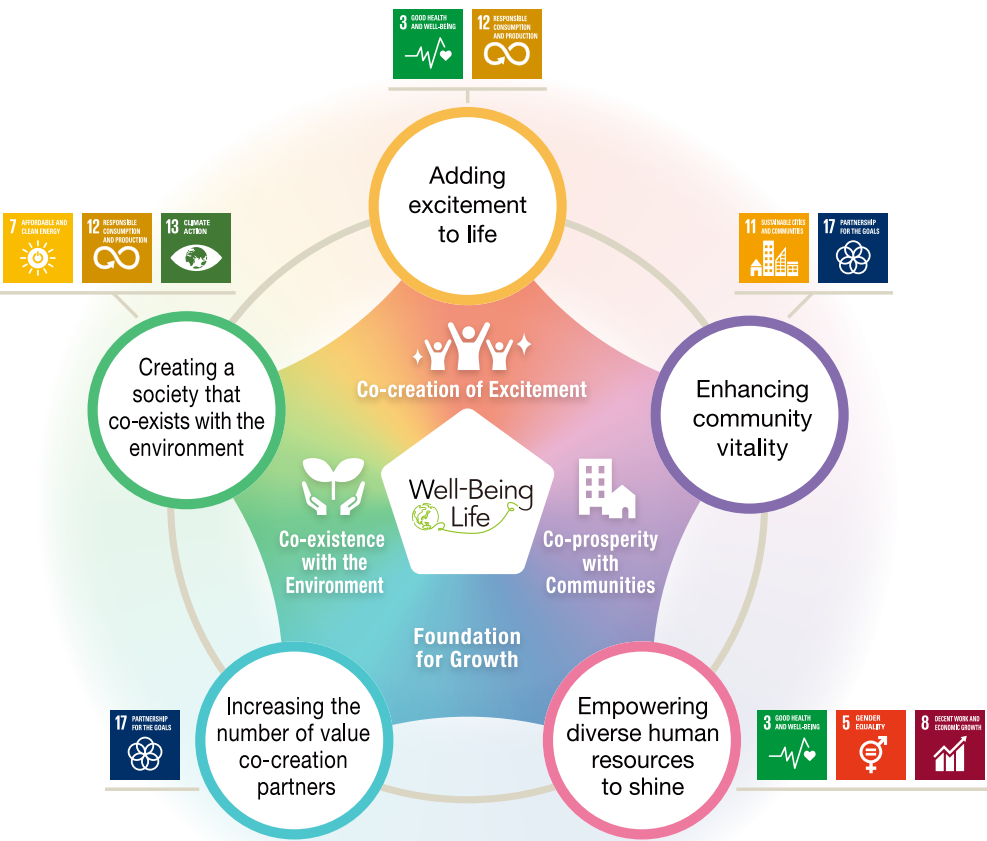 3 GOOD HEALTH
AND WELL-BEING
12 RESPONSIBLE
CONSUMPTION
AND PRODUCTION
Adding
excitement
to life
7 AFFORDABLE AND
CLEAN ENERGY
12 RESPONSIBLE
CONSUMPTION
AND PRODUCTION
13 CLIMATE
ACTION
11 SUSTAINABLE CITIES
AND COMMUNITIES
17 PARTNERSHIP
FOR THE GOALS
Creating a
society that
co-exists with the
environment
Co-creation of Excitement
Enhancing
community
vitality
Well-Being
Life
Co-existence
with the
Environment
Co-prosperity
with
Communities
Foundation
for Growth
17 PARTNERSHIP
FOR THE GOALS
Increasing the
number of value
co-creation
partners
Empowering
diverse human
resources
to shine
3 GOOD HEALTH
AND WELL-BEING
5 GENDER
EQUALITY
8 DECENT WORK AND
ECONOMIC GROWTH